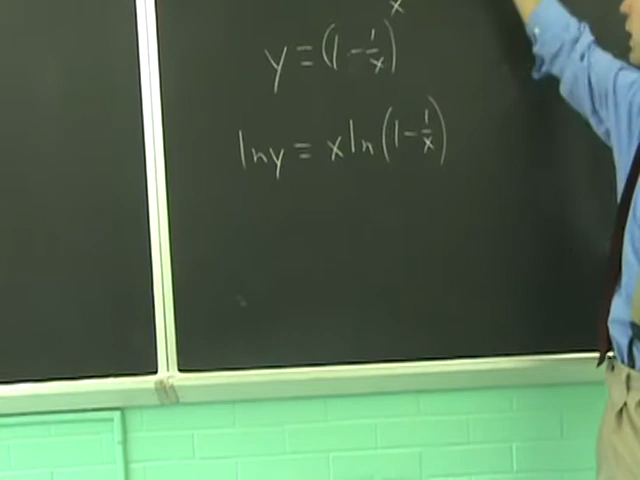 y = (1 - 1/x)^x
ln y = x ln (1 - 1/x)